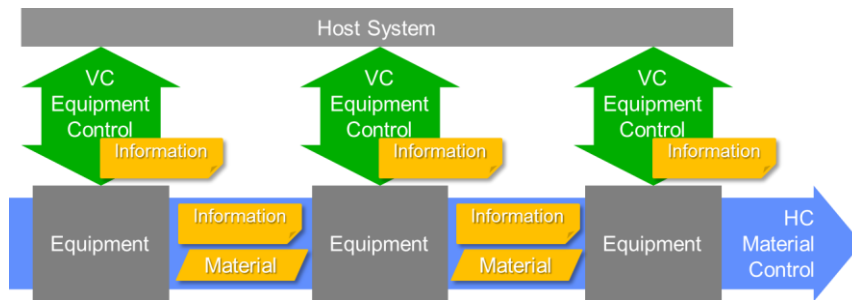 Host System
VC
Equipment
Control
Information
VC
Equipment
Control
Information
VC
Equipment
Control
Information
Equipment
Information
Material
Equipment
Information
Material
Equipment
HC
Material
Control